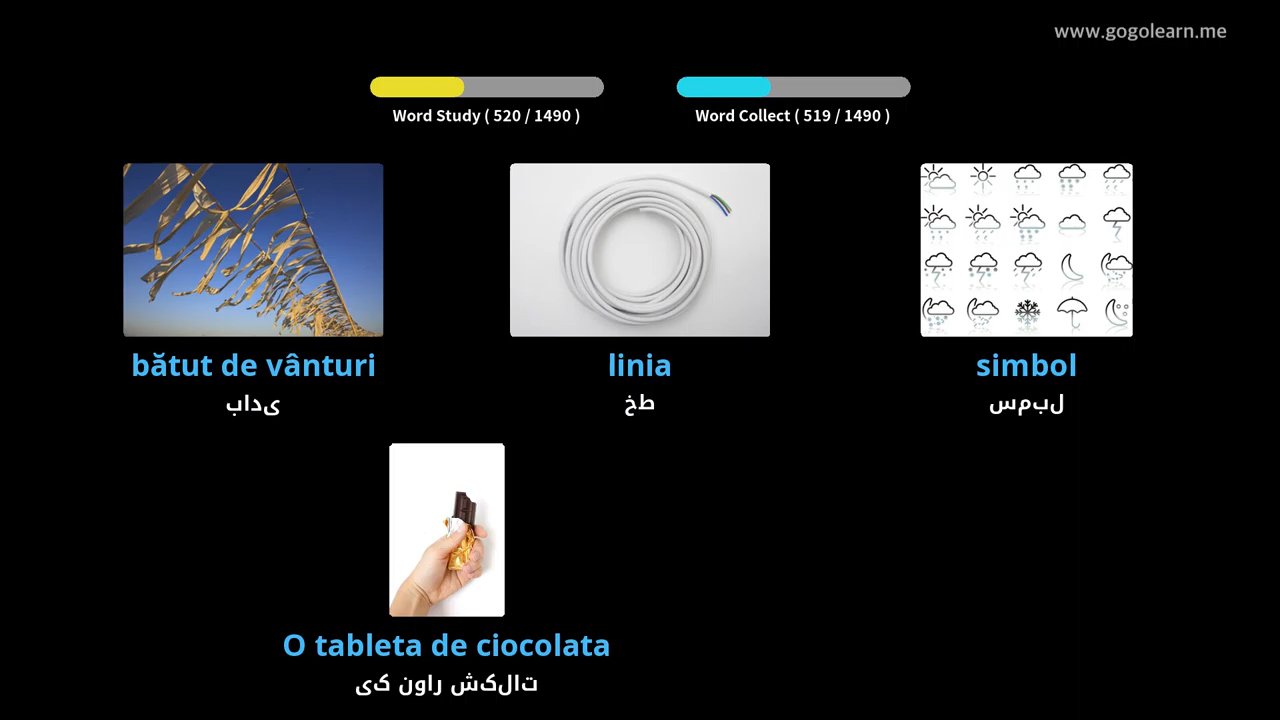 www.gogolearn.me
Word Study ( 520 / 1490 )
Word Collect ( 519 / 1490 )
bătut de vânturi
یداب
linia
طخ
simbol
لبمس
O tableta de ciocolata
تالکش راون کی